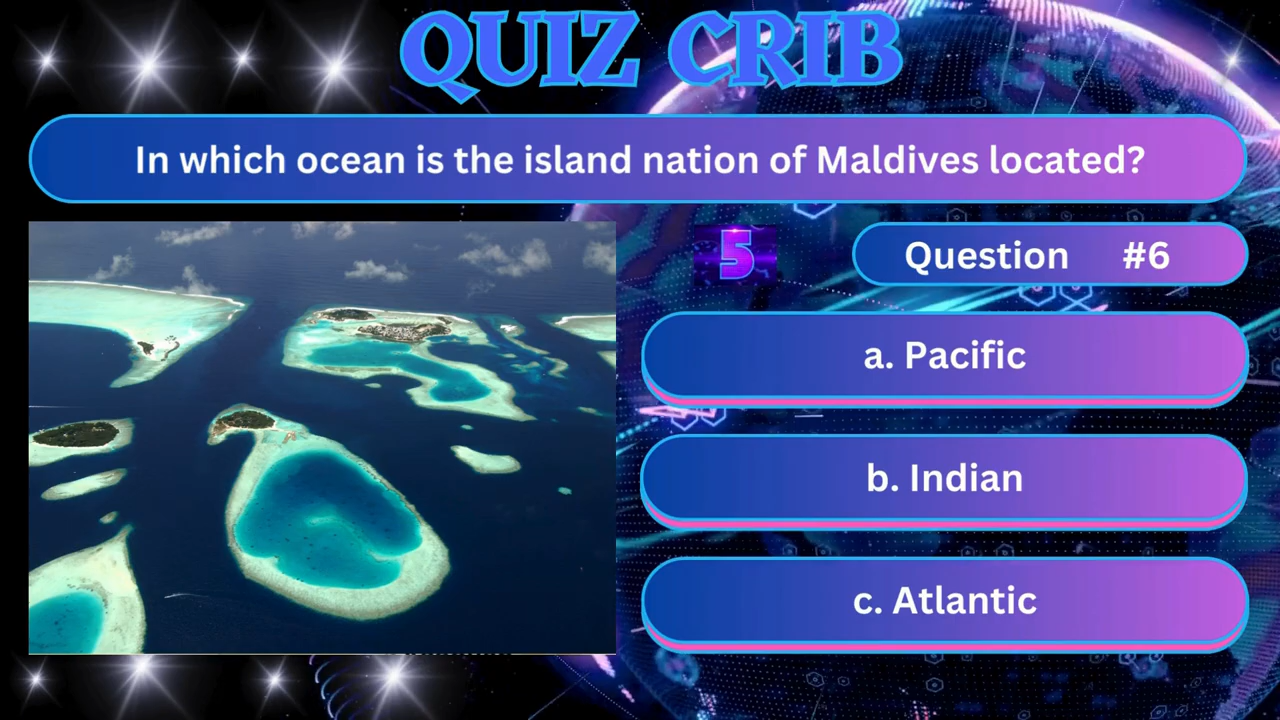 QUIZ CRIB
In which ocean is the island nation of Maldives located?
5
Question #6
a. Pacific
b. Indian
c. Atlantic